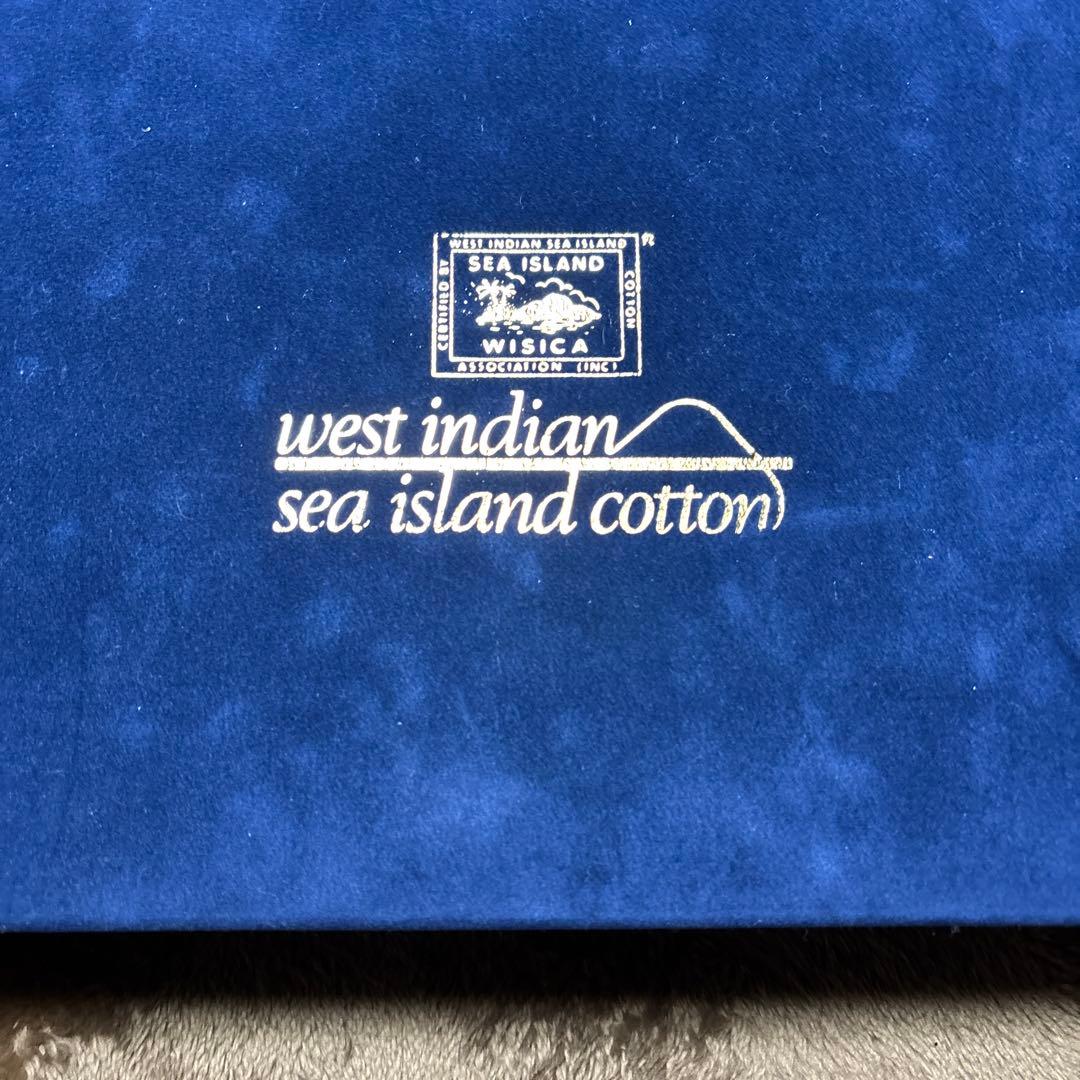 WEST INDIAN SEA ISLAND
CERTIFIED BY
SEA ISLAND
COTTON
WISICA
ASSOCIATION (INC)
west indian
sea island cotton